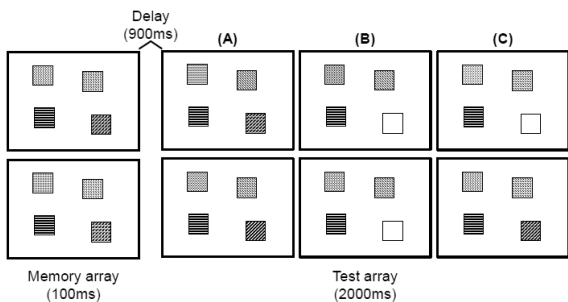 Delay
(900ms)
(A)
(B)
(C)
Memory array
(100ms)
Test array
(2000ms)